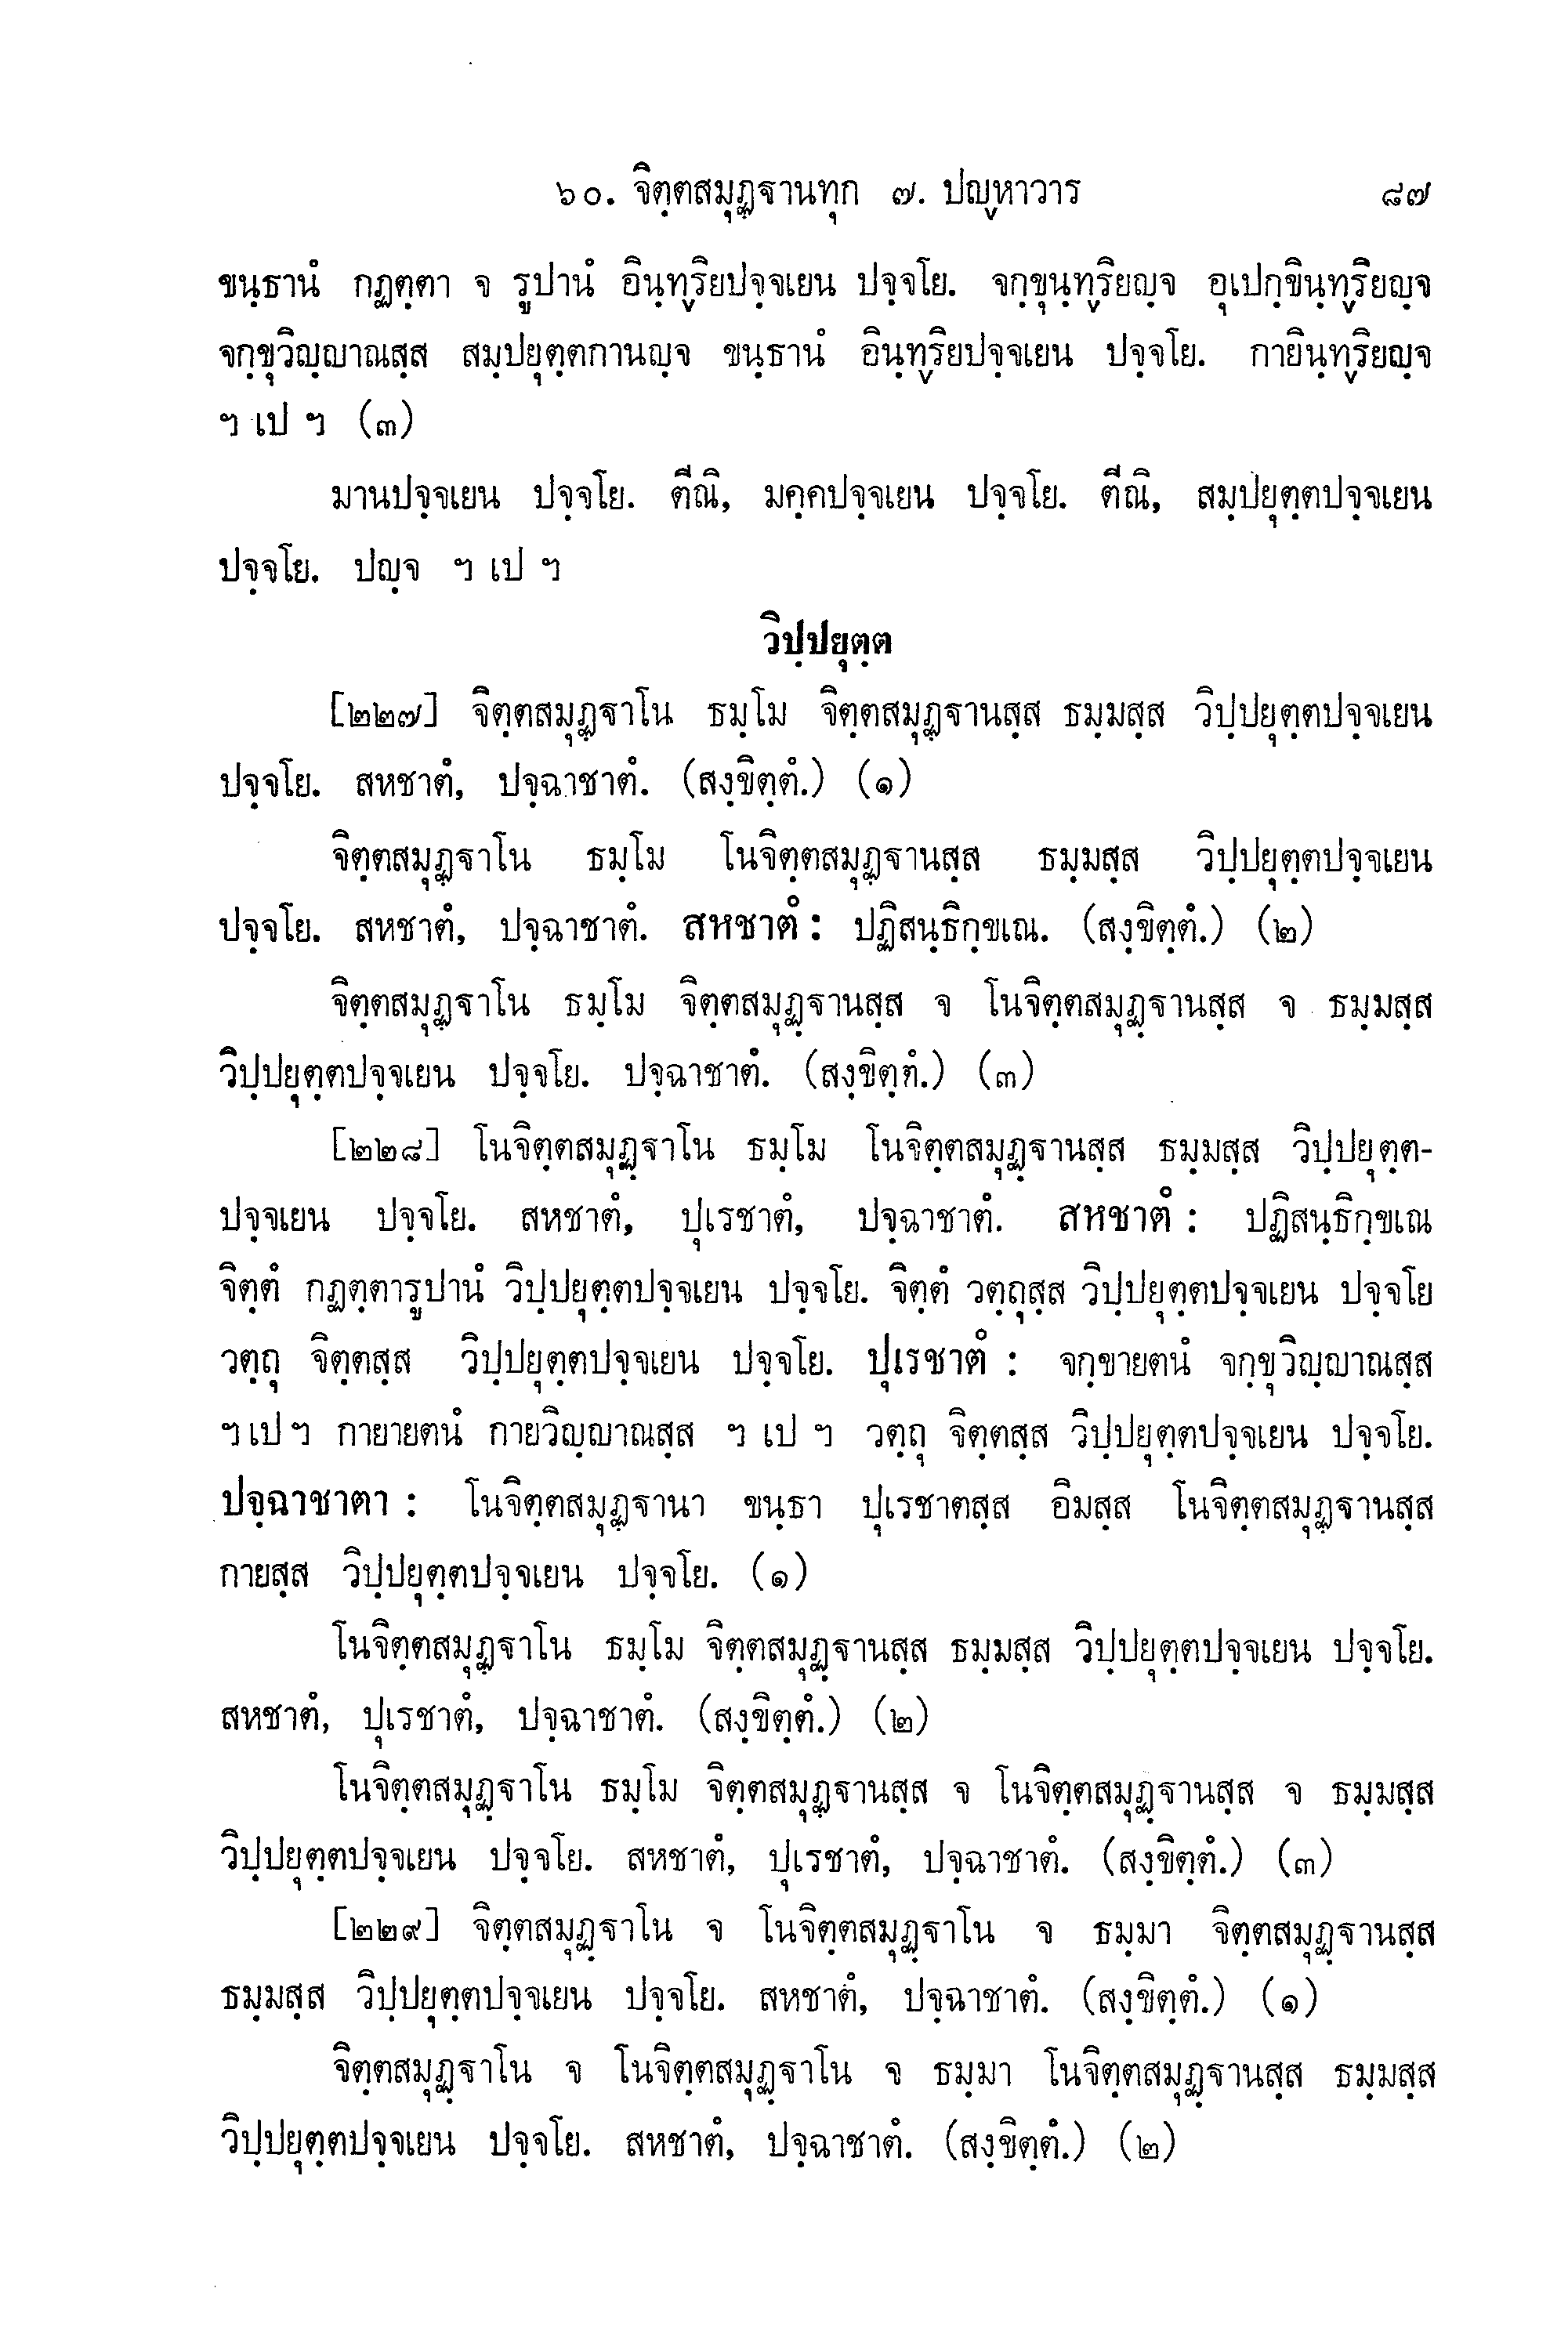 ๖๐. จิตฺตสมุฏฺฐานทุก ๗. ปญฺหาวาร ๘๗
ขนฺธานํ กฏตฺตา จ รูปานํ อินฺทฺริยปจฺจเยน ปจฺจโย. จกฺขุนฺทฺริยญฺจ อุเปกฺขินฺทฺริยญฺจ
จกฺขุวิญฺญาณสฺส สมฺปยุตฺตกานญฺจ ขนฺธานํ อินฺทฺริยปจฺจเยน ปจฺจโย. กายินฺทฺริยญฺจ
ฯ เป ฯ (๓)
ฌานปจฺจเยน ปจฺจโย. ตีณิ, มคฺคปจฺจเยน ปจฺจโย. ตีณิ, สมฺปยุตฺตปจฺจเยน
ปจฺจโย. ปญฺจ ฯ เป ฯ
วิปฺปยุตฺต
[๒๒๗] จิตฺตสมุฏฺฐาโน ธมฺโม จิตฺตสมุฏฺฐานสฺส ธมฺมสฺส วิปฺปยุตฺตปจฺจเยน
ปจฺจโย. สหชาตํ, ปจฺฉาชาตํ. (สงฺขิตฺตํ.) (๑)
จิตฺตสมุฏฺฐาโน ธมฺโม โนจิตฺตสมุฏฺฐานสฺส ธมฺมสฺส วิปฺปยุตฺตปจฺจเยน
ปจฺจโย. สหชาตํ, ปจฺฉาชาตํ. สหชาตํ : ปฏิสนฺธิกฺขเณ. (สงฺขิตฺตํ.) (๒)
จิตฺตสมุฏฺฐาโน ธมฺโม จิตฺตสมุฏฺฐานสฺส จ โนจิตฺตสมุฏฺฐานสฺส จ ธมฺมสฺส
วิปฺปยุตฺตปจฺจเยน ปจฺจโย. ปจฺฉาชาตํ. (สงฺขิตฺตํ.) (๓)
[๒๒๘] โนจิตฺตสมุฏฺฐาโน ธมฺโม โนจิตฺตสมุฏฺฐานสฺส ธมฺมสฺส วิปฺปยุตฺต-
ปจฺจเยน ปจฺจโย. สหชาตํ, ปุเรชาตํ, ปจฺฉาชาตํ. สหชาตํ : ปฏิสนฺธิกฺขเณ
จิตฺตํ กฏตฺตารูปานํ วิปฺปยุตฺตปจฺจเยน ปจฺจโย. จิตฺตํ วตฺถุสฺส วิปฺปยุตฺตปจฺจเยน ปจฺจโย
วตฺถุ จิตฺตสฺส วิปฺปยุตฺตปจฺจเยน ปจฺจโย. ปุเรชาตํ : จกฺขายตนํ จกฺขุวิญฺญาณสฺส
ฯ เป ฯ กายายตนํ กายวิญฺญาณสฺส ฯ เป ฯ วตฺถุ จิตฺตสฺส วิปฺปยุตฺตปจฺจเยน ปจฺจโย.
ปจฺฉาชาตา : โนจิตฺตสมุฏฺฐานา ขนฺธา ปุเรชาตสฺส อิมสฺส โนจิตฺตสมุฏฺฐานสฺส
กายสฺส วิปฺปยุตฺตปจฺจเยน ปจฺจโย. (๑)
โนจิตฺตสมุฏฺฐาโน ธมฺโม จิตฺตสมุฏฺฐานสฺส ธมฺมสฺส วิปฺปยุตฺตปจฺจเยน ปจฺจโย.
สหชาตํ, ปุเรชาตํ, ปจฺฉาชาตํ. (สงฺขิตฺตํ.) (๒)
โนจิตฺตสมุฏฺฐาโน ธมฺโม จิตฺตสมุฏฺฐานสฺส จ โนจิตฺตสมุฏฺฐานสฺส จ ธมฺมสฺส
วิปฺปยุตฺตปจฺจเยน ปจฺจโย. สหชาตํ, ปุเรชาตํ, ปจฺฉาชาตํ. (สงฺขิตฺตํ.) (๓)
[๒๒๙] จิตฺตสมุฏฺฐาโน จ โนจิตฺตสมุฏฺฐาโน จ ธมฺมา จิตฺตสมุฏฺฐานสฺส
ธมฺมสฺส วิปฺปยุตฺตปจฺจเยน ปจฺจโย. สหชาตํ, ปจฺฉาชาตํ. (สงฺขิตฺตํ.) (๑)
จิตฺตสมุฏฺฐาโน จ โนจิตฺตสมุฏฺฐาโน จ ธมฺมา โนจิตฺตสมุฏฺฐานสฺส ธมฺมสฺส
วิปฺปยุตฺตปจฺจเยน ปจฺจโย. สหชาตํ, ปจฺฉาชาตํ. (สงฺขิตฺตํ.) (๒)